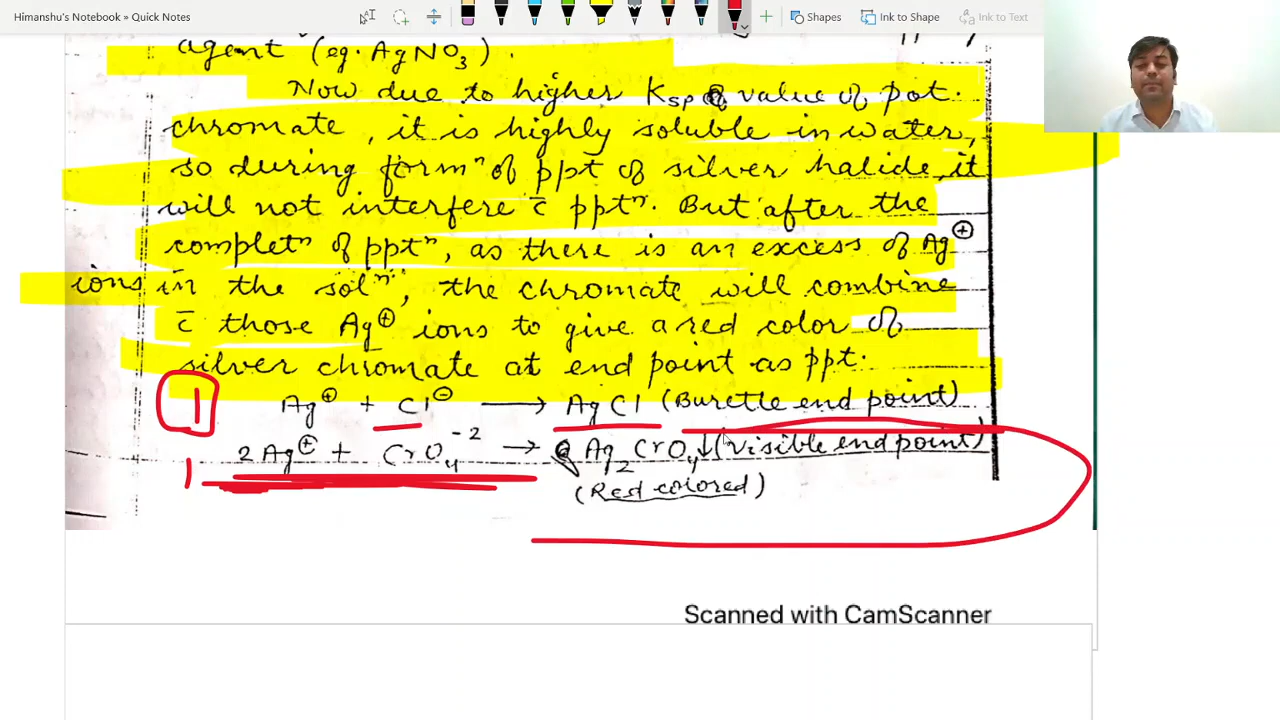 Himanshu's Notebook » Quick Notes
Shapes
Ink to Shape
Ink to Text
agent (eg. AgNO₃).
Now due to higher Ksp value of pot.
chromate, it is highly soluble in water,
so during formⁿ of ppt of silver halide, it
will not interfere c̄ pptⁿ. But after the
completⁿ of pptⁿ, as there is an excess of Ag⊕
ions in the solⁿ, the chromate will combine
c̄ those Ag⊕ ions to give a red color of
silver chromate at end point as ppt.
1 Ag⊕ + Cl⊖ → AgCl (Burette end point)
1 2Ag⊕ + CrO₄⁻² → Ag₂CrO₄↓ (Visible end point)
(Red colored)
Scanned with CamScanner